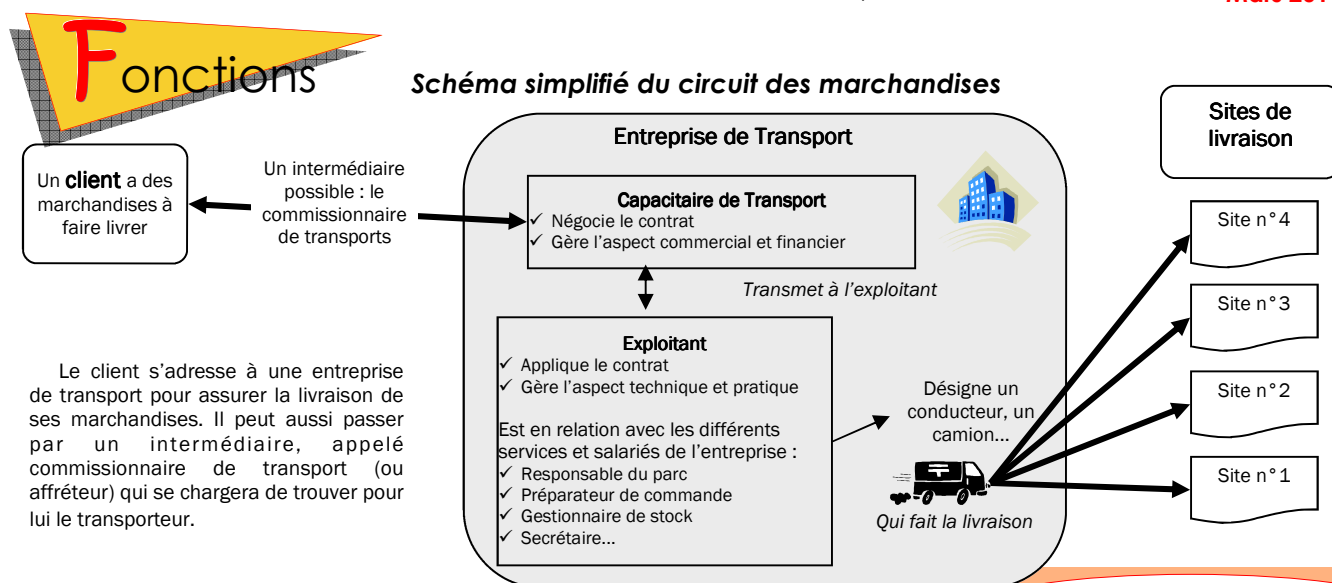 Fonctions
Schéma simplifié du circuit des marchandises
Un client a des
marchandises à
faire livrer
Un intermédiaire
possible : le
commissionnaire
de transports
Entreprise de Transport
Capacitaire de Transport
✓ Négocie le contrat
✓ Gère l'aspect commercial et financier
Transmet à l'exploitant
Exploitant
✓ Applique le contrat
✓ Gère l'aspect technique et pratique
Est en relation avec les différents
services et salariés de l'entreprise :
✓ Responsable du parc
✓ Préparateur de commande
✓ Gestionnaire de stock
✓ Secrétaire...
Désigne un
conducteur, un
camion...
Qui fait la livraison
Sites de
livraison
Site n°4
Site n°3
Site n°2
Site n°1
Le client s'adresse à une entreprise
de transport pour assurer la livraison de
ses marchandises. Il peut aussi passer
par un intermédiaire, appelé
commissionnaire de transport (ou
affréteur) qui se chargera de trouver pour
lui le transporteur.